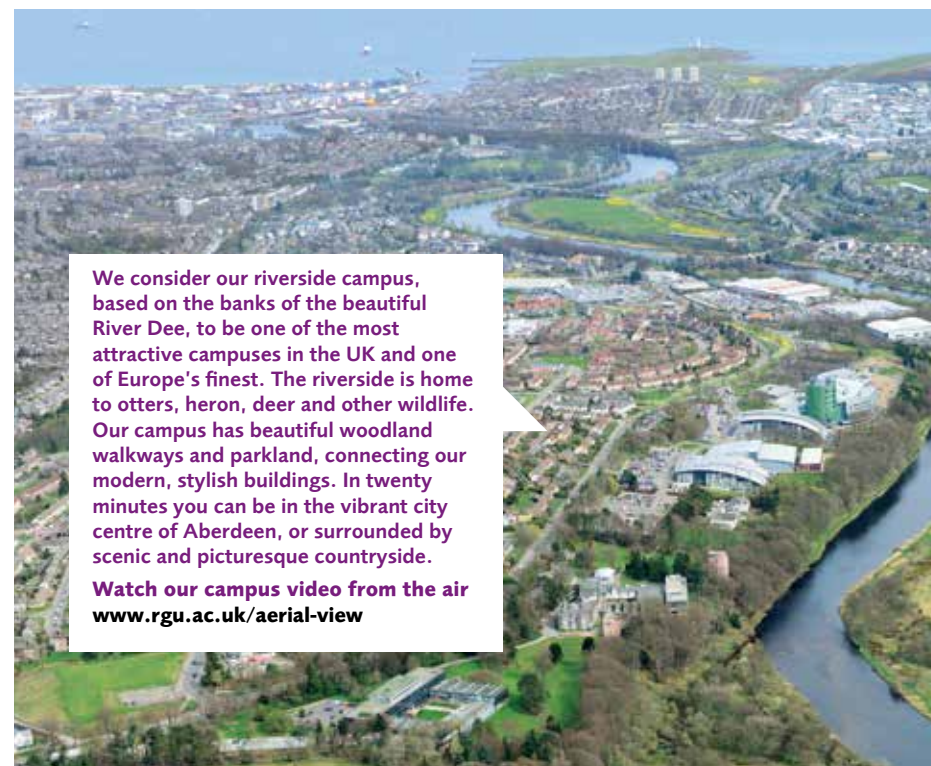 We consider our riverside campus,
based on the banks of the beautiful
River Dee, to be one of the most
attractive campuses in the UK and one
of Europe's finest. The riverside is home
to otters, heron, deer and other wildlife.
Our campus has beautiful woodland
walkways and parkland, connecting our
modern, stylish buildings. In twenty
minutes you can be in the vibrant city
centre of Aberdeen, or surrounded by
scenic and picturesque countryside.
Watch our campus video from the air
www.rgu.ac.uk/aerial-view